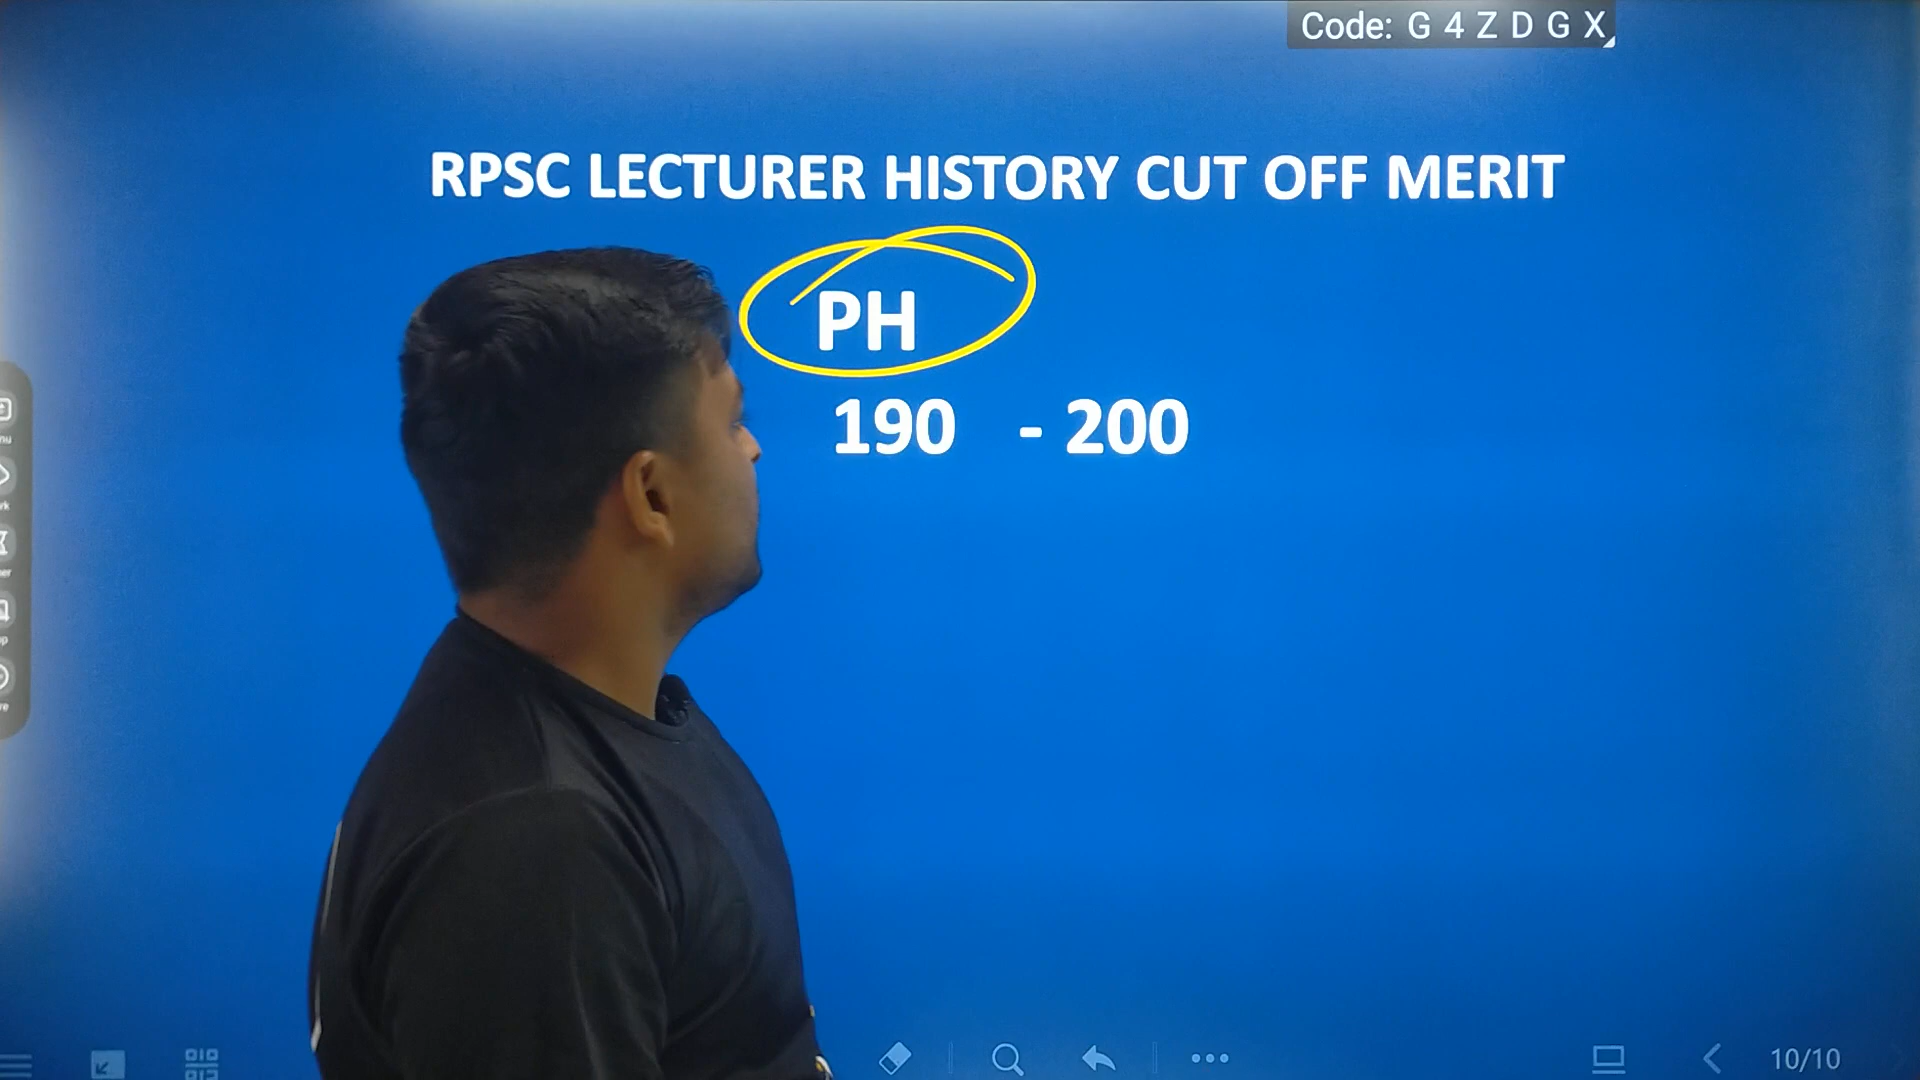 Code: G 4 Z D G X
RPSC LECTURER HISTORY CUT OFF MERIT
PH
190 - 200
10/10